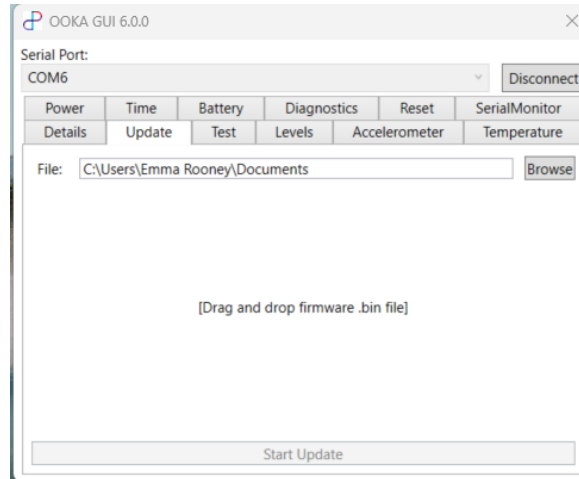 OOKA GUI 6.0.0
Serial Port:
COM6 Disconnect
Power Time Battery Diagnostics Reset SerialMonitor
Details Update Test Levels Accelerometer Temperature
File: C:\Users\Emma Rooney\Documents Browse
[Drag and drop firmware .bin file]
Start Update